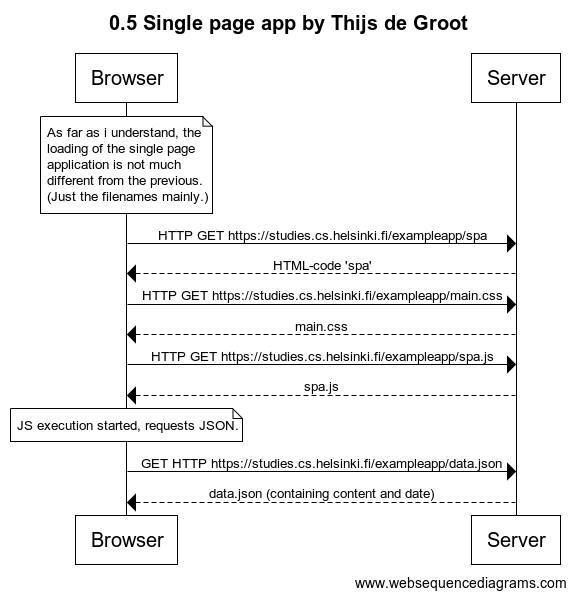 0.5 Single page app by Thijs de Groot
Browser
Server
As far as i understand, the
loading of the single page
application is not much
different from the previous.
(Just the filenames mainly.)
HTTP GET https://studies.cs.helsinki.fi/exampleapp/spa
HTML-code 'spa'
HTTP GET https://studies.cs.helsinki.fi/exampleapp/main.css
main.css
HTTP GET https://studies.cs.helsinki.fi/exampleapp/spa.js
spa.js
JS execution started, requests JSON.
GET HTTP https://studies.cs.helsinki.fi/exampleapp/data.json
data.json (containing content and date)
Browser
Server
www.websequencediagrams.com